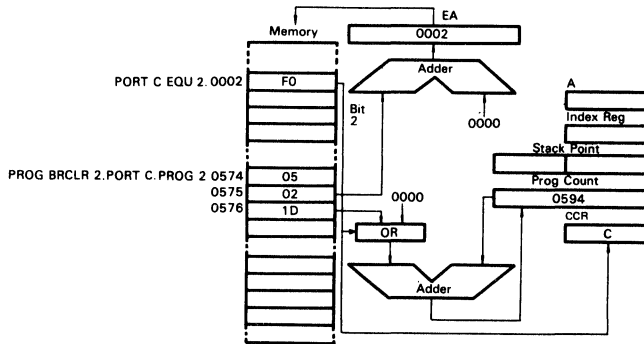 EA
Memory
0002
Adder
PORT C EQU 2. 0002 F0
A
Bit
2
Index Reg
0000
Stack Point
PROG BRCLR 2.PORT C.PROG 2 0574 05
Prog Count
0575 02
0000
0594
0576 1D
CCR
OR
C
Adder